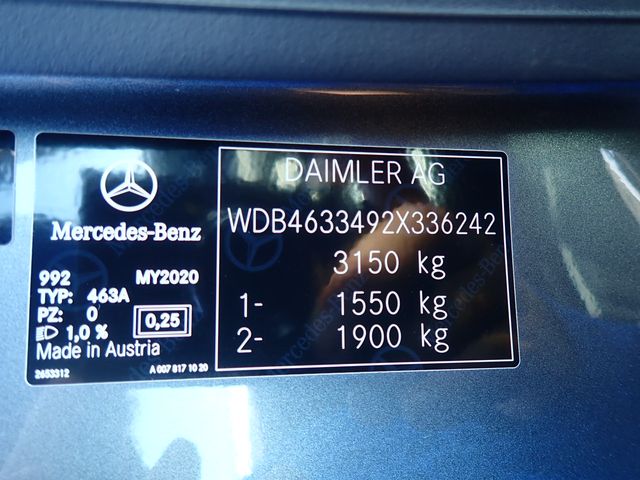 DAIMLER AG
WDB4633492X336242
3150 kg
1- 1550 kg
2- 1900 kg
Mercedes-Benz
992 MY2020
TYP: 463A
PZ: 0
1,0 % 0,25
Made in Austria
2653312 A 007 817 10 20